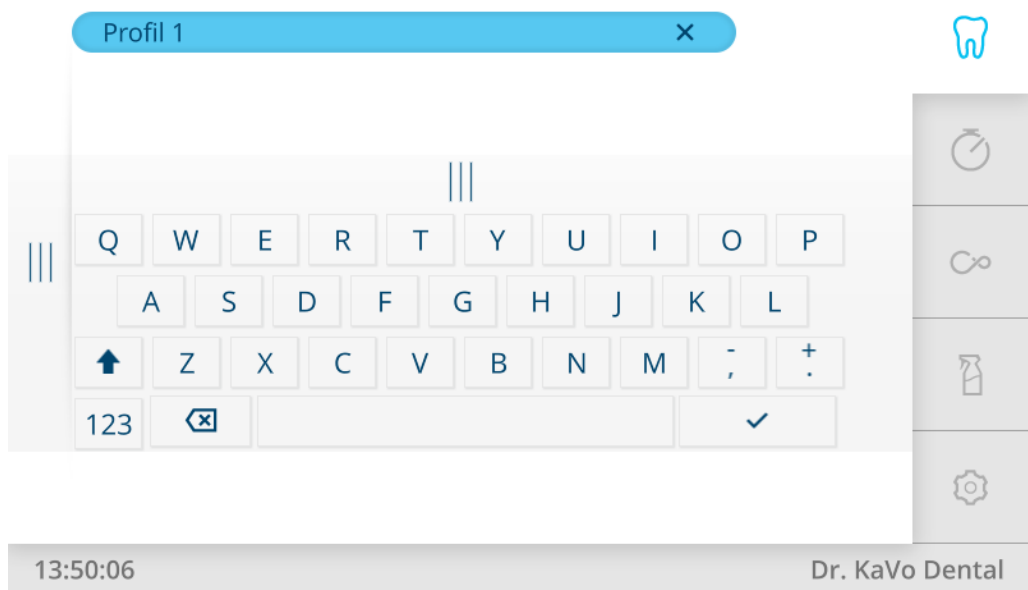 Profil 1
Q W E R T Y U I O P
A S D F G H J K L
Z X C V B N M - , + .
123
13:50:06 Dr. KaVo Dental